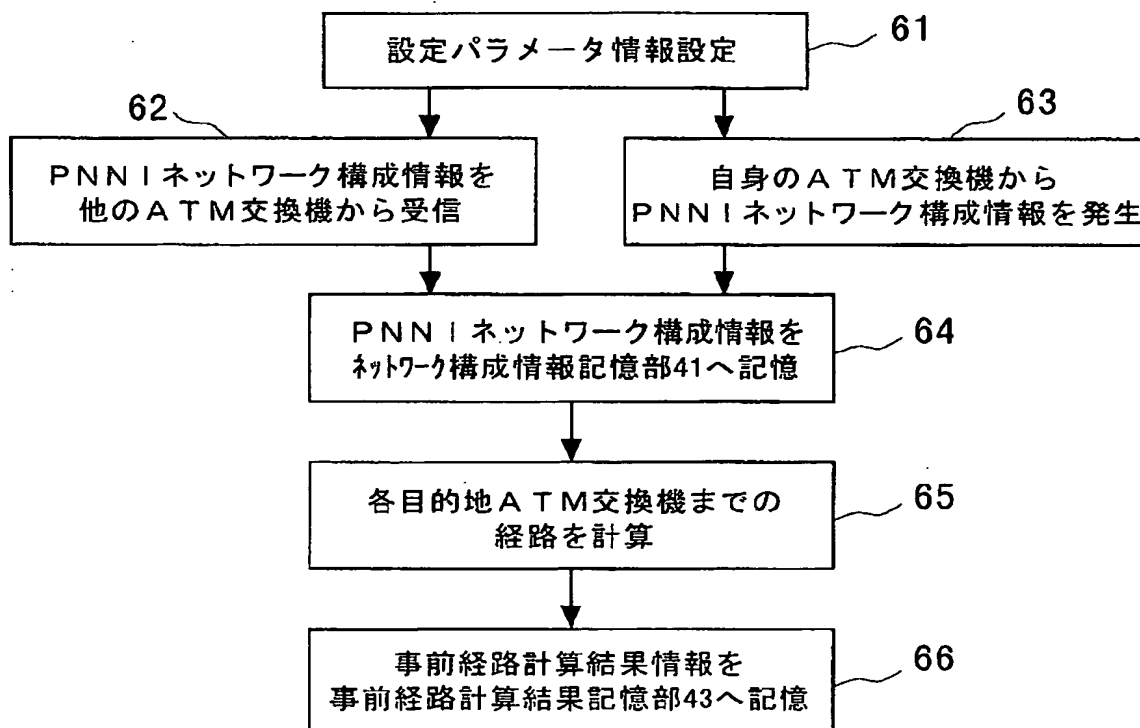 設定パラメータ情報設定
61
62
63
PNNIネットワーク構成情報を
他のATM交換機から受信
自身のATM交換機から
PNNIネットワーク構成情報を発生
PNNIネットワーク構成情報を
ネットワーク構成情報記憶部41へ記憶
64
各目的地ATM交換機までの
経路を計算
65
事前経路計算結果情報を
事前経路計算結果記憶部43へ記憶
66